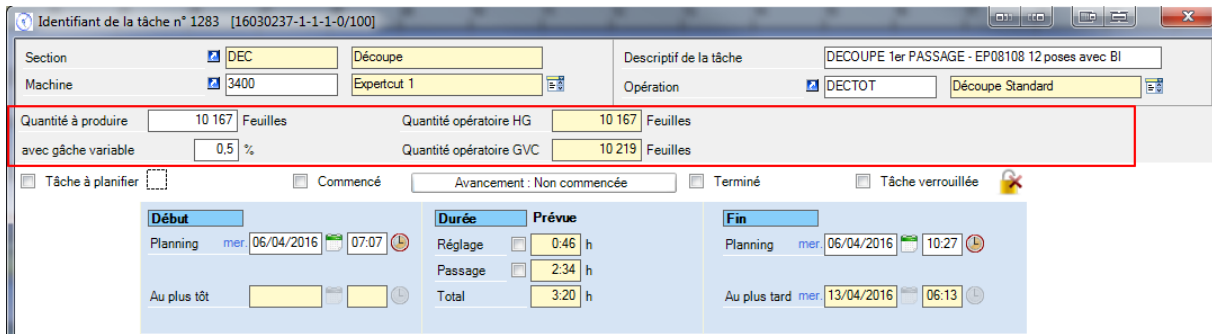 Identifiant de la tâche n° 1283 [16030237-1-1-1-0/100]
Section DEC Découpe Descriptif de la tâche DECOUPE 1er PASSAGE - EP08108 12 poses avec BI
Machine 3400 Expertcut 1 Opération DECTOT Découpe Standard
Quantité à produire 10 167 Feuilles Quantité opératoire HG 10 167 Feuilles
avec gâche variable 0,5 % Quantité opératoire GVC 10 219 Feuilles
Tâche à planifier Commencé Avancement : Non commencée Terminé Tâche verrouillée
Début Durée Prévue Fin
Planning mer. 06/04/2016 07:07 Réglage 0:46 h Planning mer. 06/04/2016 10:27
Passage 2:34 h
Au plus tôt Total 3:20 h Au plus tard mer. 13/04/2016 06:13